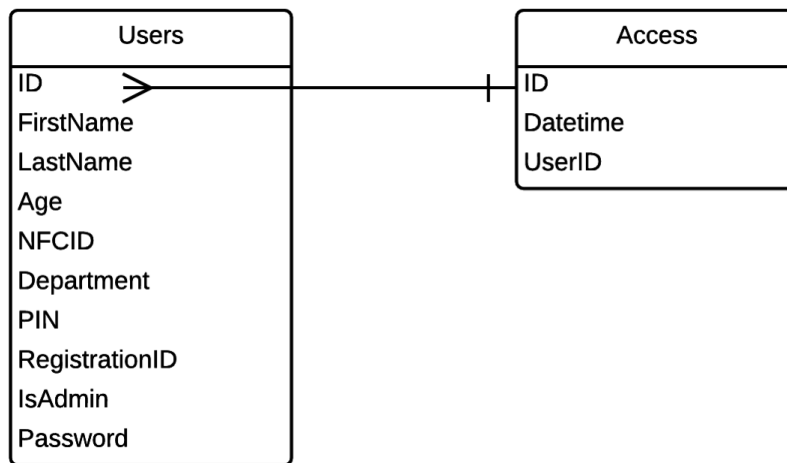 Users
ID
FirstName
LastName
Age
NFCID
Department
PIN
RegistrationID
IsAdmin
Password
Access
ID
Datetime
UserID